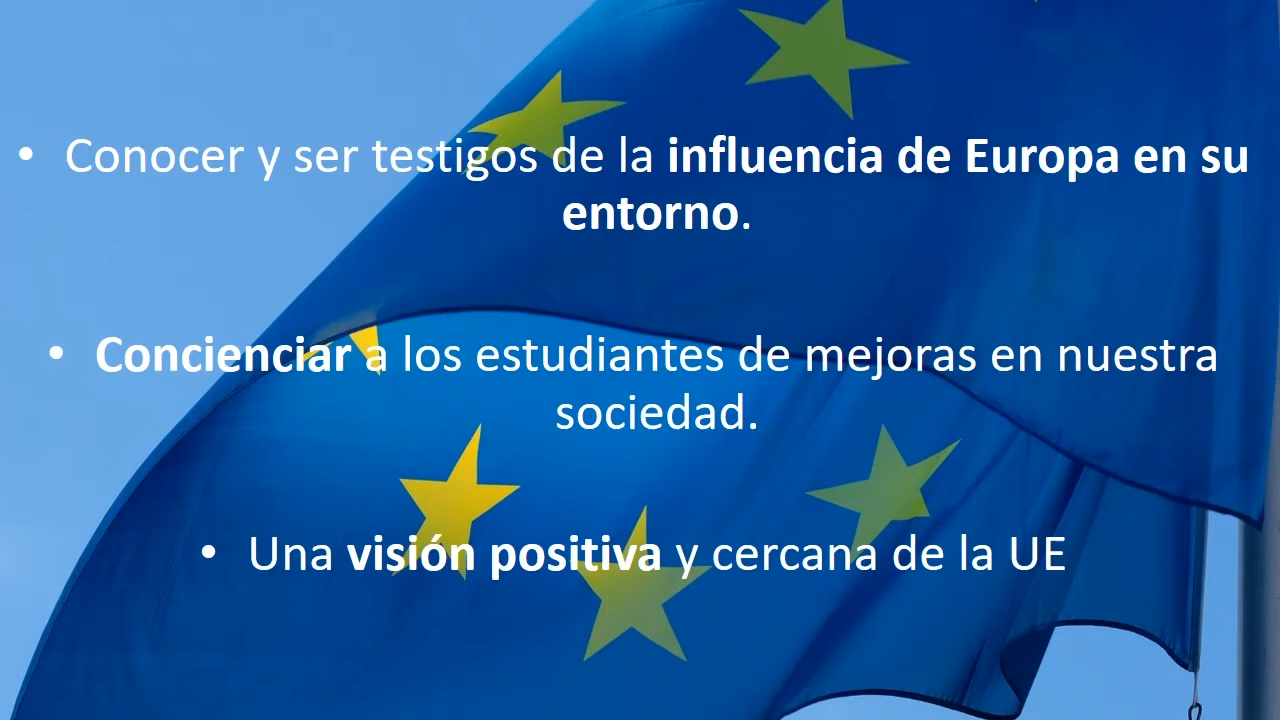 • Conocer y ser testigos de la influencia de Europa en su
entorno.
• Concienciar a los estudiantes de mejoras en nuestra
sociedad.
• Una visión positiva y cercana de la UE